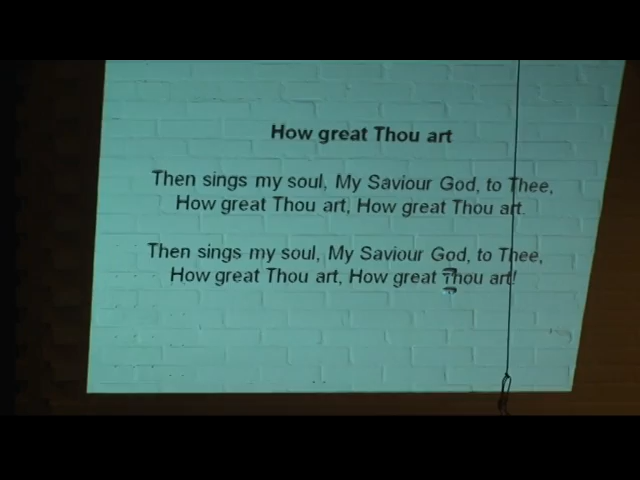 How great Thou art
Then sings my soul, My Saviour God, to Thee,
How great Thou art, How great Thou art.
Then sings my soul, My Saviour God, to Thee,
How great Thou art, How great Thou art!